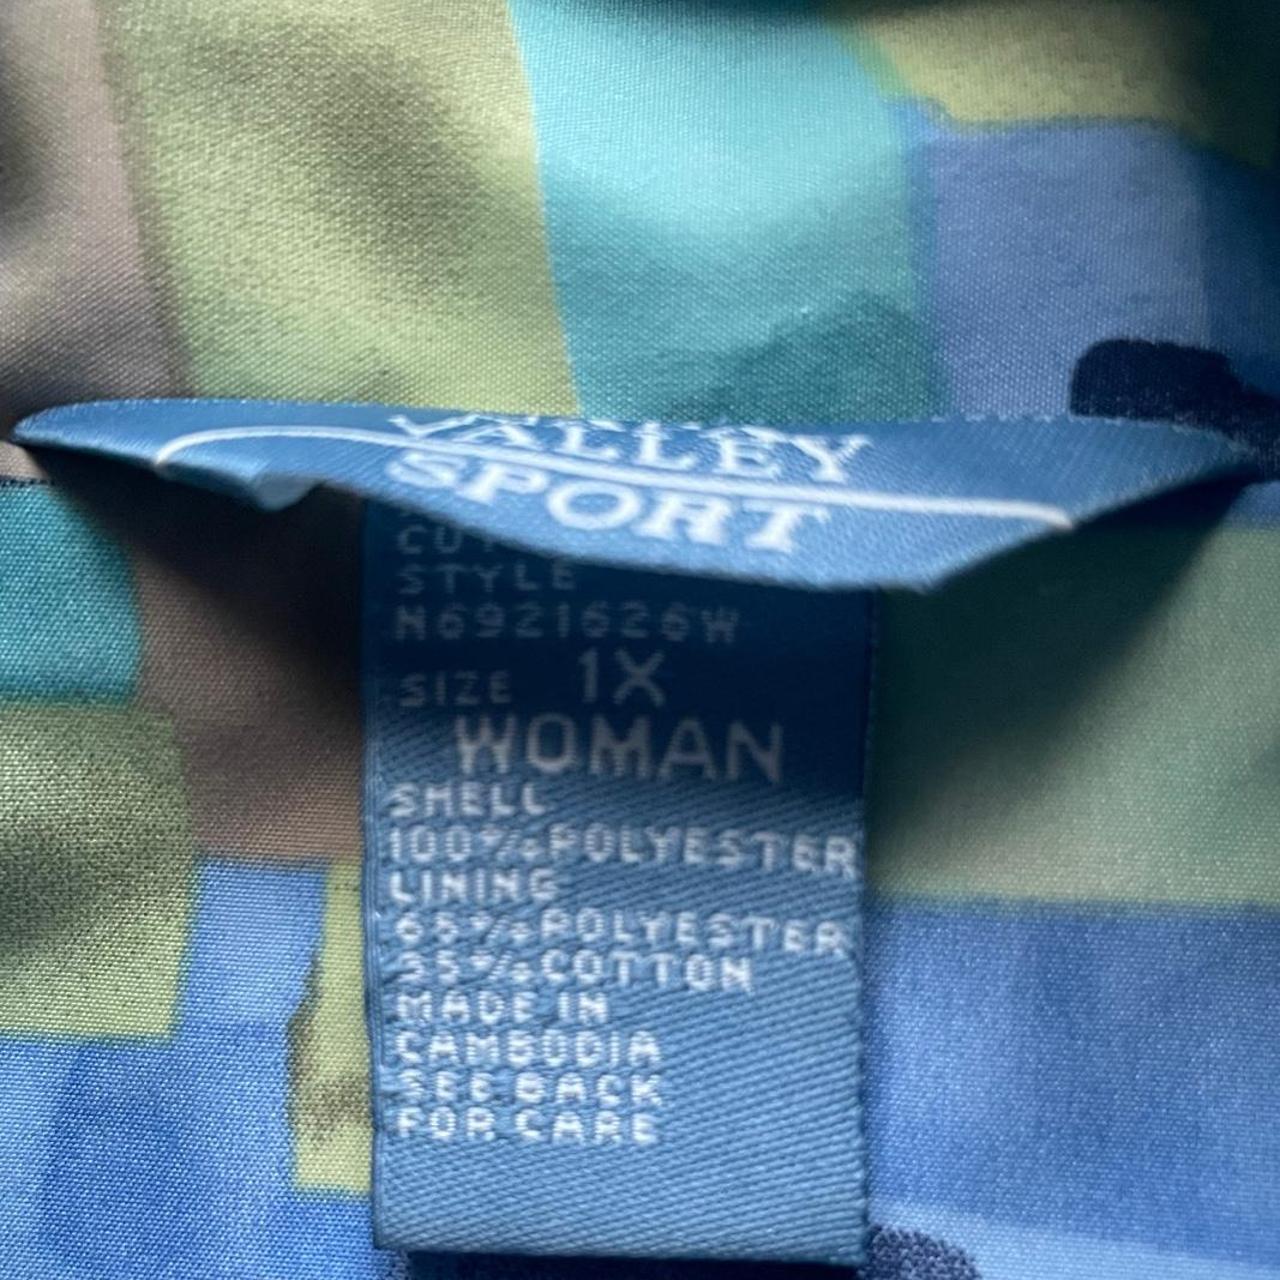 VALLEY
SPORT
STYLE
N6921626W
SIZE 1X
WOMAN
SHELL
100% POLYESTER
LINING
65% POLYESTER
35% COTTON
MADE IN
CAMBODIA
SEE BACK
FOR CARE